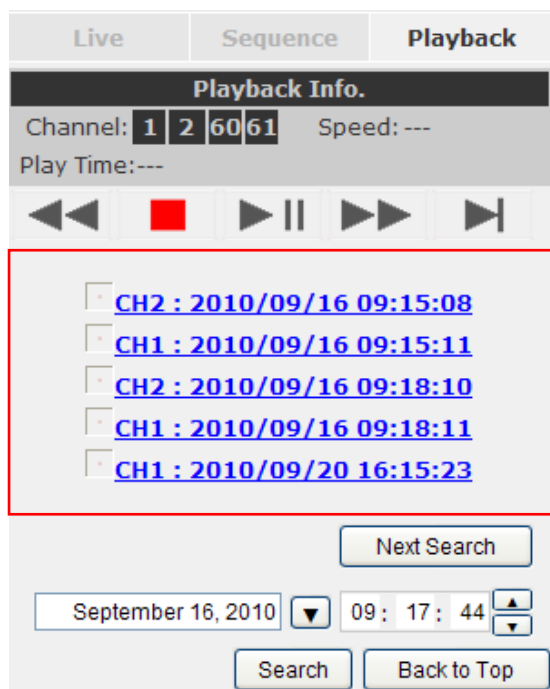 Live Sequence Playback
Playback Info.
Channel: 1 2 60 61 Speed: ---
Play Time:---
CH2 : 2010/09/16 09:15:08
CH1 : 2010/09/16 09:15:11
CH2 : 2010/09/16 09:18:10
CH1 : 2010/09/16 09:18:11
CH1 : 2010/09/20 16:15:23
Next Search
September 16, 2010 09 : 17 : 44
Search Back to Top